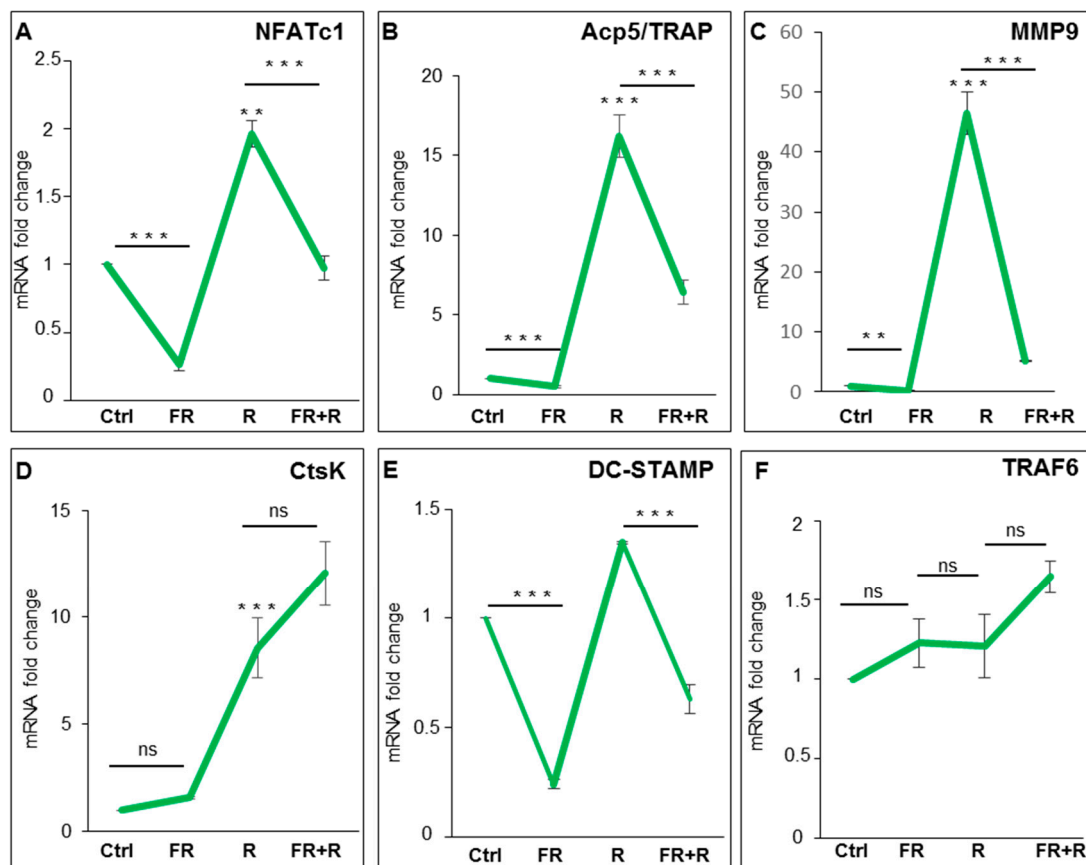 A NFATc1
mRNA fold change
2.5
2
1.5
1
0.5
0
* * *
* *
* * *
Ctrl FR R FR+R
B Acp5/TRAP
mRNA fold change
20
15
10
5
0
* * *
* * *
* * *
Ctrl FR R FR+R
C MMP9
mRNA fold change
60
50
40
30
20
10
0
* * *
* * *
* *
Ctrl FR R FR+R
D CtsK
mRNA fold change
15
10
5
0
ns
* * *
ns
Ctrl FR R FR+R
E DC-STAMP
mRNA fold change
1.5
1
0.5
0
* * *
* * *
Ctrl FR R FR+R
F TRAF6
mRNA fold change
2
1.5
1
0.5
0
ns
ns
ns
Ctrl FR R FR+R